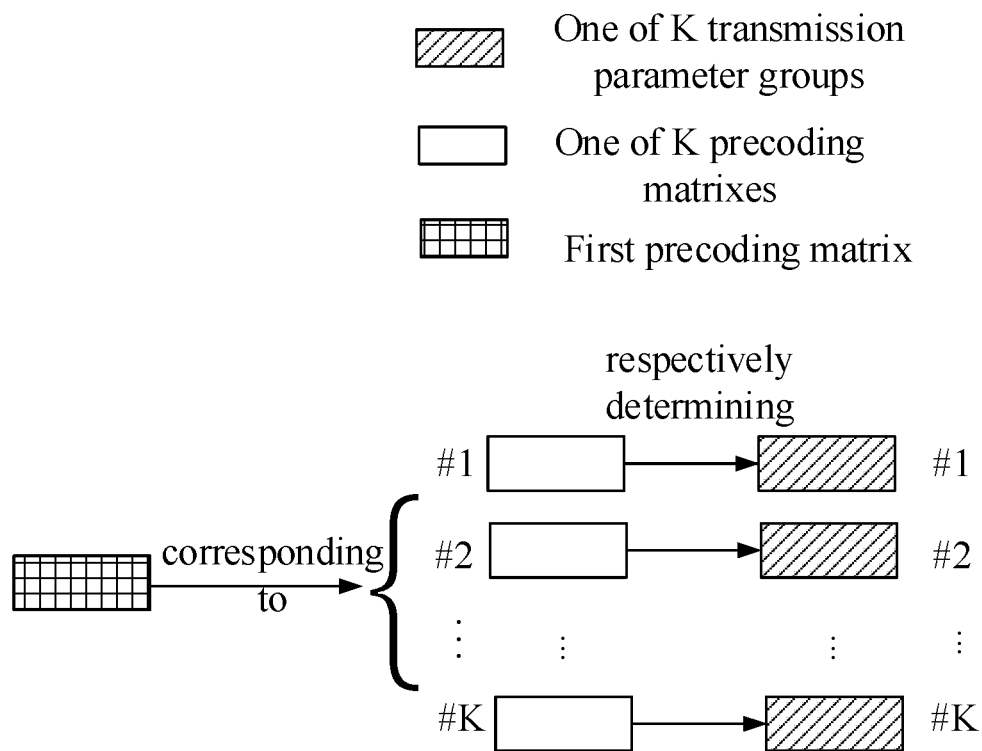 One of K transmission
parameter groups
One of K precoding
matrixes
First precoding matrix
respectively
determining
#1 #1
corresponding
to
#2 #2
⋮ ⋮ ⋮ ⋮
#K #K